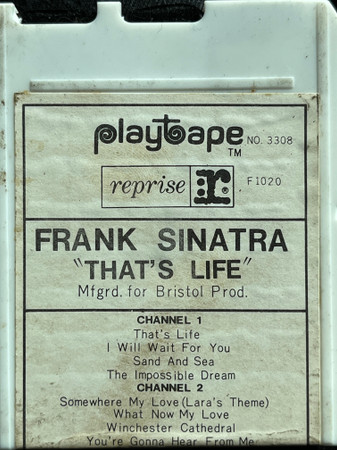 playtape NO. 3308
TM
reprise r: F1020
FRANK SINATRA
"THAT'S LIFE"
Mfgrd. for Bristol Prod.
CHANNEL 1
That's Life
I Will Wait For You
Sand And Sea
The Impossible Dream
CHANNEL 2
Somewhere My Love (Lara's Theme)
What Now My Love
Winchester Cathedral
You're Gonna Hear From Me